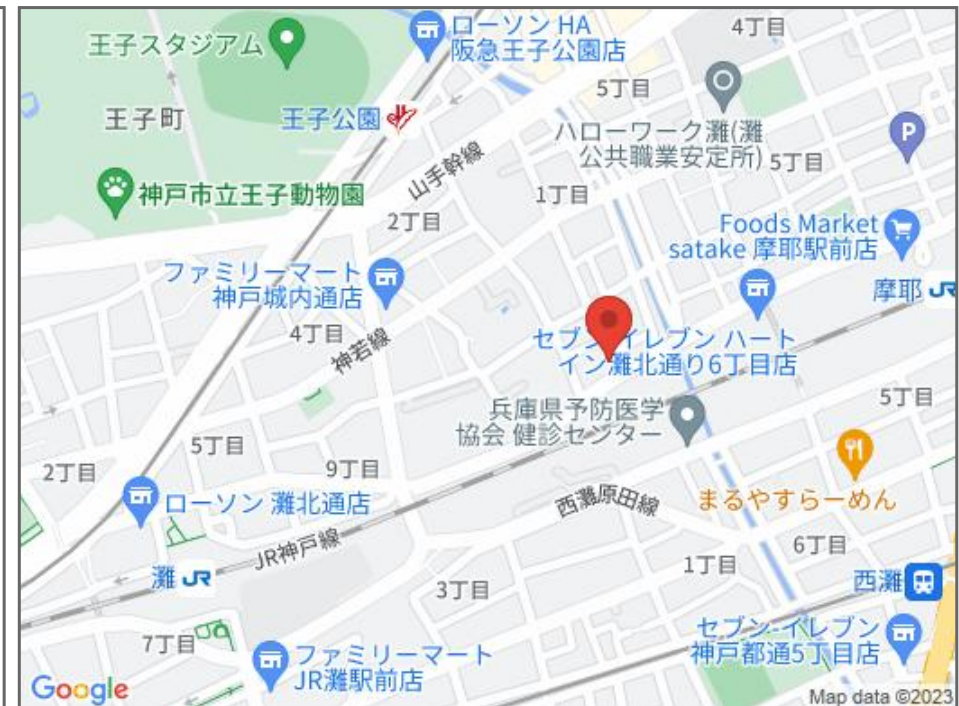 王子スタジアム
ローソン HA
阪急王子公園店
4丁目
5丁目
王子町
王子公園
ハローワーク灘(灘
公共職業安定所)
5丁目
P
山手幹線
1丁目
神戸市立王子動物園
2丁目
Foods Market
satake 摩耶駅前店
ファミリーマート
神戸城内通店
摩耶 JR
4丁目
神若線
セブン-イレブン ハート
イン灘北通り6丁目店
兵庫県予防医学
協会 健診センター
5丁目
5丁目
2丁目
9丁目
ローソン 灘北通店
西灘原田線
まるやすらーめん
JR神戸線
6丁目
灘 JR
1丁目
3丁目
西灘
7丁目
セブン-イレブン
神戸都通5丁目店
ファミリーマート
JR灘駅前店
Google
Map data ©2023